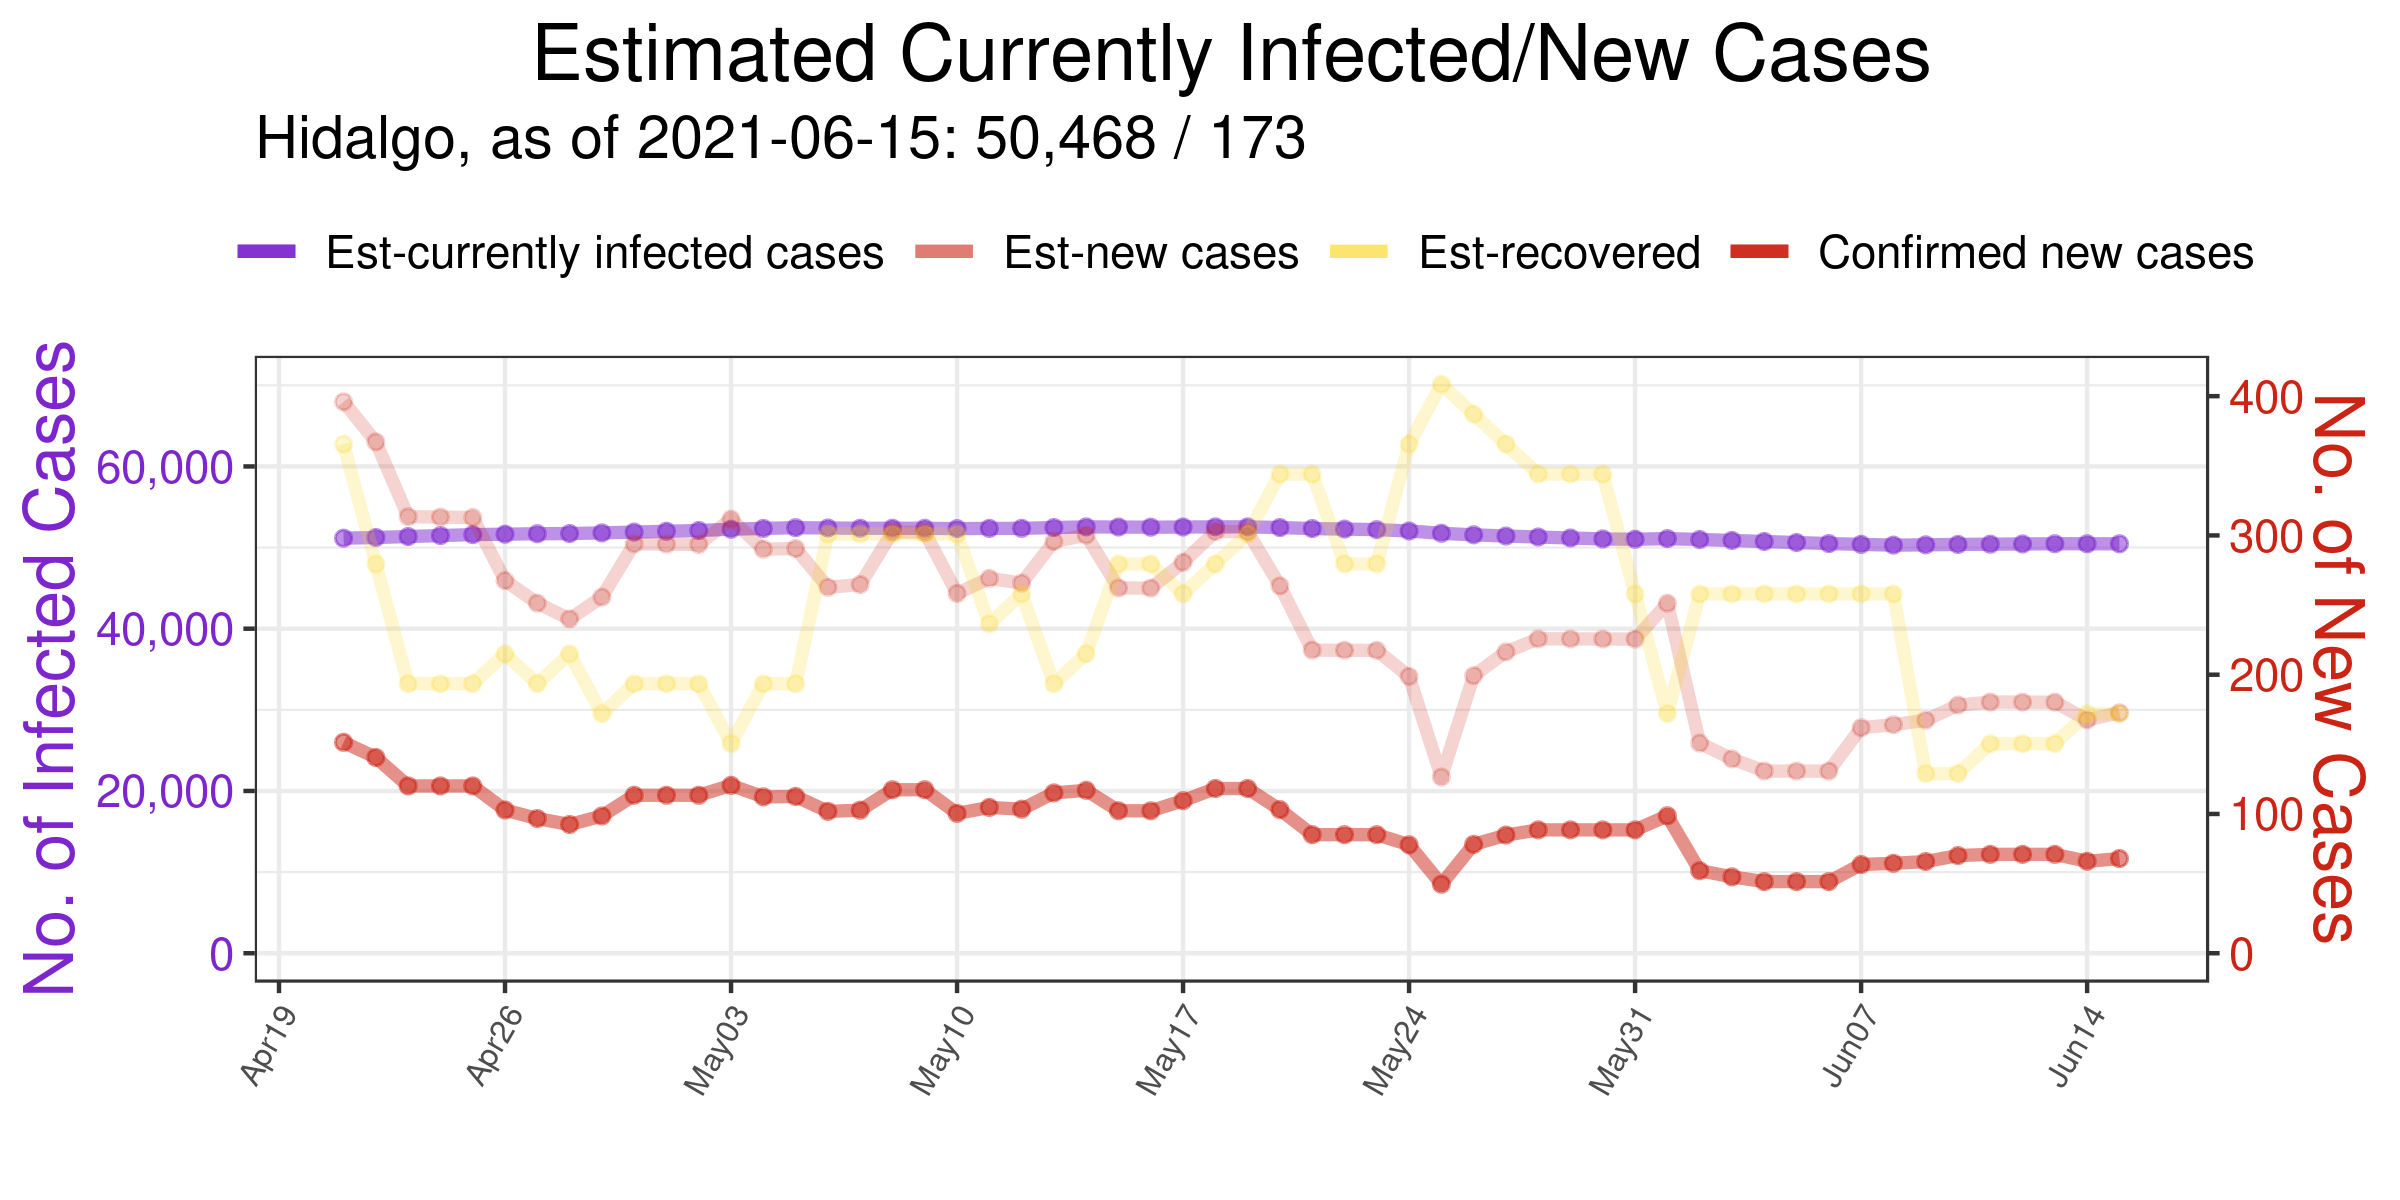 Estimated Currently Infected/New Cases
Hidalgo, as of 2021-06-15: 50,468 / 173
Est-currently infected cases Est-new cases Est-recovered Confirmed new cases
No. of Infected Cases
60,000
40,000
20,000
0
400
300
200
100
0
No. of New Cases
Apr19 Apr26 May03 May10 May17 May24 May31 Jun07 Jun14